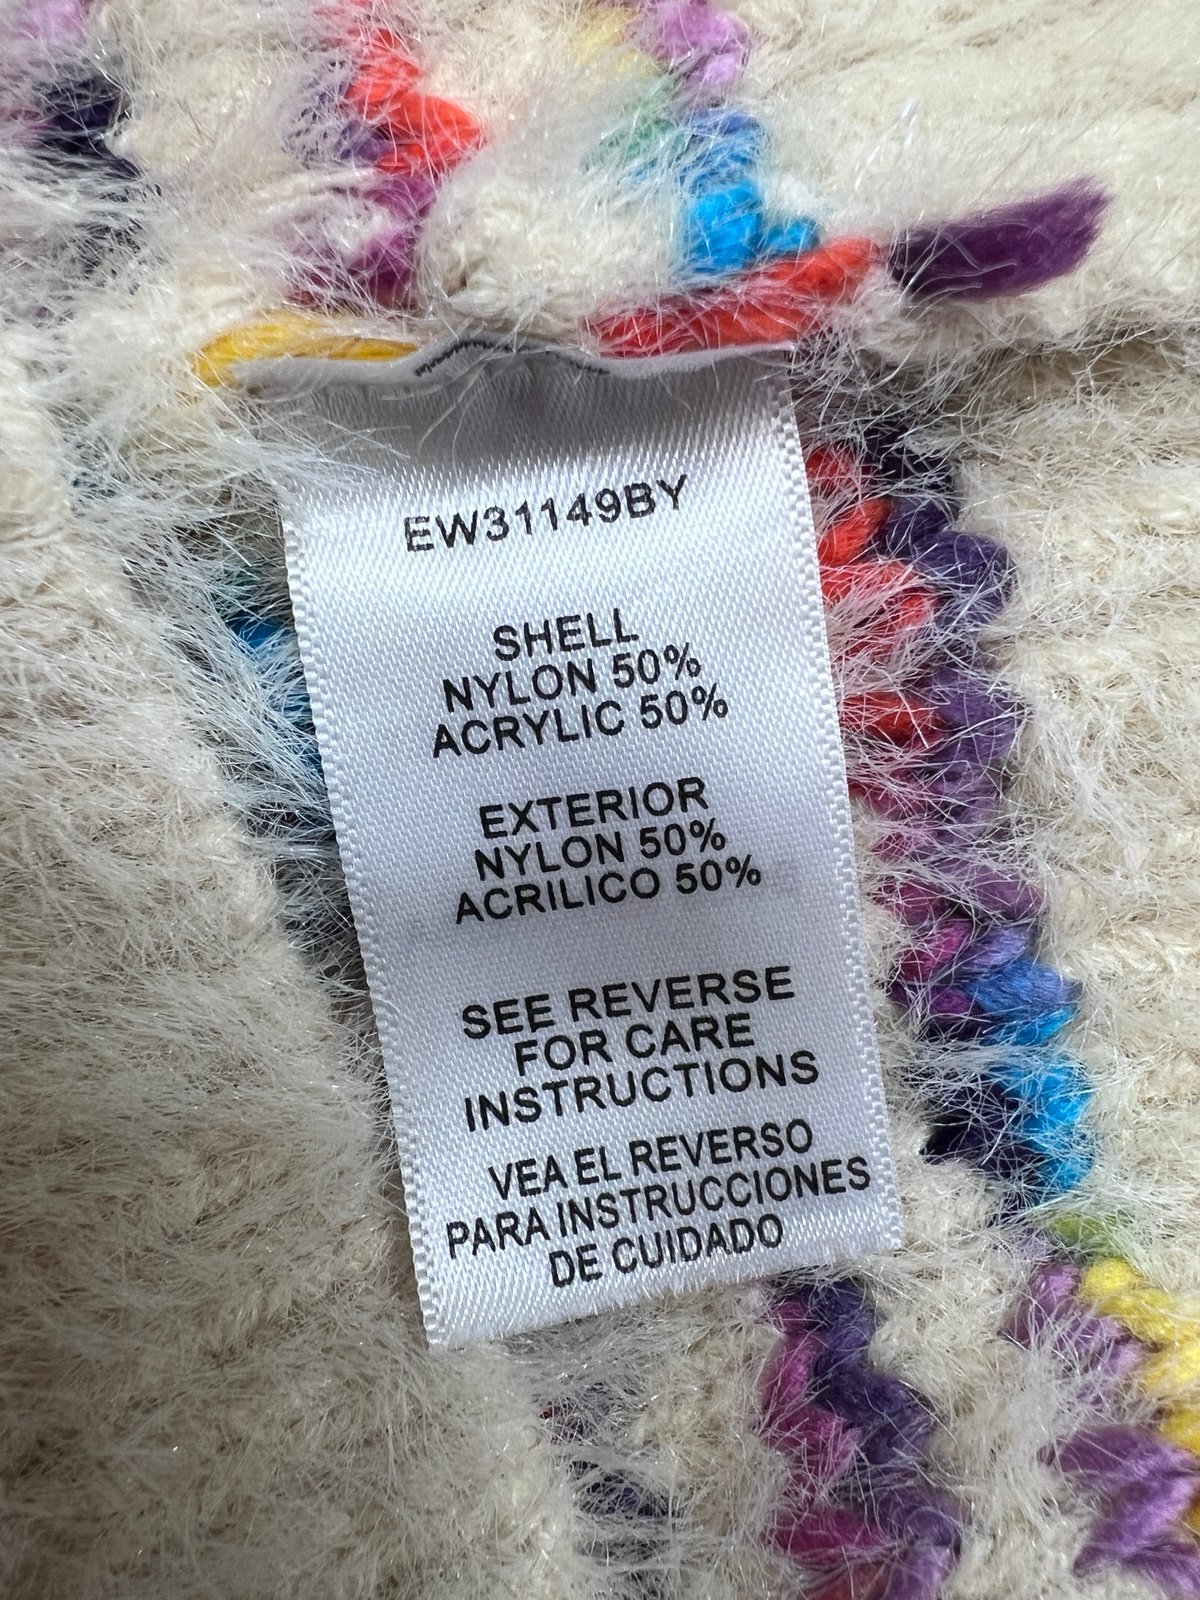 EW31149BY
SHELL
NYLON 50%
ACRYLIC 50%
EXTERIOR
NYLON 50%
ACRILICO 50%
SEE REVERSE
FOR CARE
INSTRUCTIONS
VEA EL REVERSO
PARA INSTRUCCIONES
DE CUIDADO